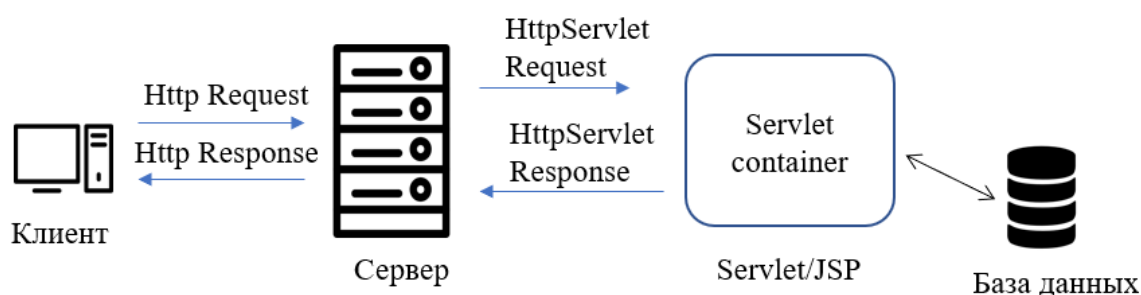 Http Request
Http Response
Клиент
Сервер
HttpServlet
Request
HttpServlet
Response
Servlet
container
Servlet/JSP
База данных